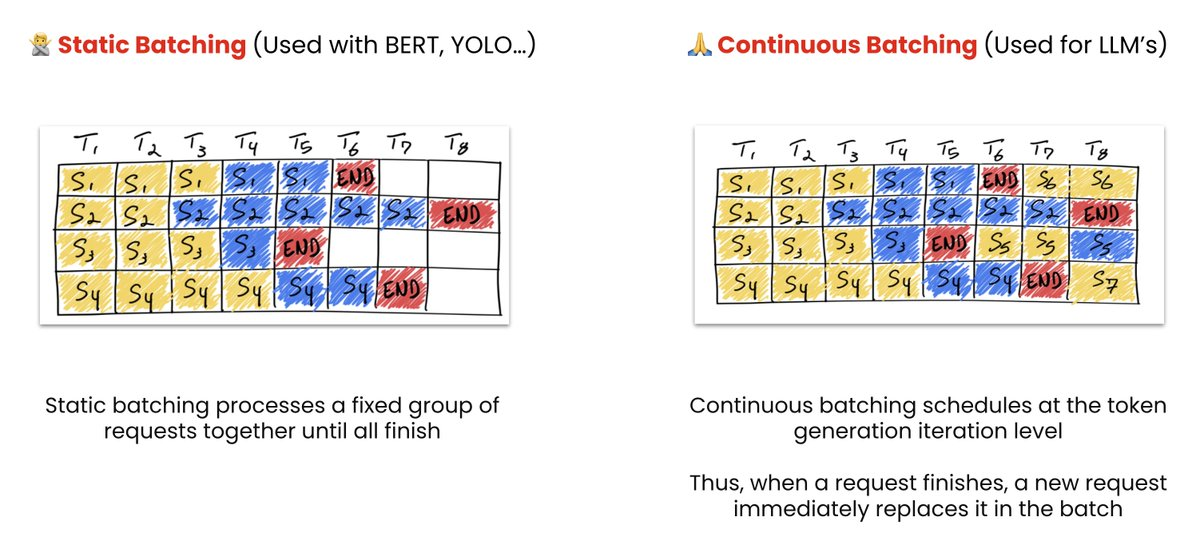 🙅 Static Batching (Used with BERT, YOLO…)
T1 T2 T3 T4 T5 T6 T7 T8
S1 S1 S1 S1 S1 END
S2 S2 S2 S2 S2 S2 S2 END
S3 S3 S3 S3 END
S4 S4 S4 S4 S4 S4 END
Static batching processes a fixed group of
requests together until all finish
🙏 Continuous Batching (Used for LLM’s)
T1 T2 T3 T4 T5 T6 T7 T8
S1 S1 S1 S1 S1 END S6 S6
S2 S2 S2 S2 S2 S2 S2 END
S3 S3 S3 S3 END S5 S5 S5
S4 S4 S4 S4 S4 S4 END S7
Continuous batching schedules at the token
generation iteration level
Thus, when a request finishes, a new request
immediately replaces it in the batch